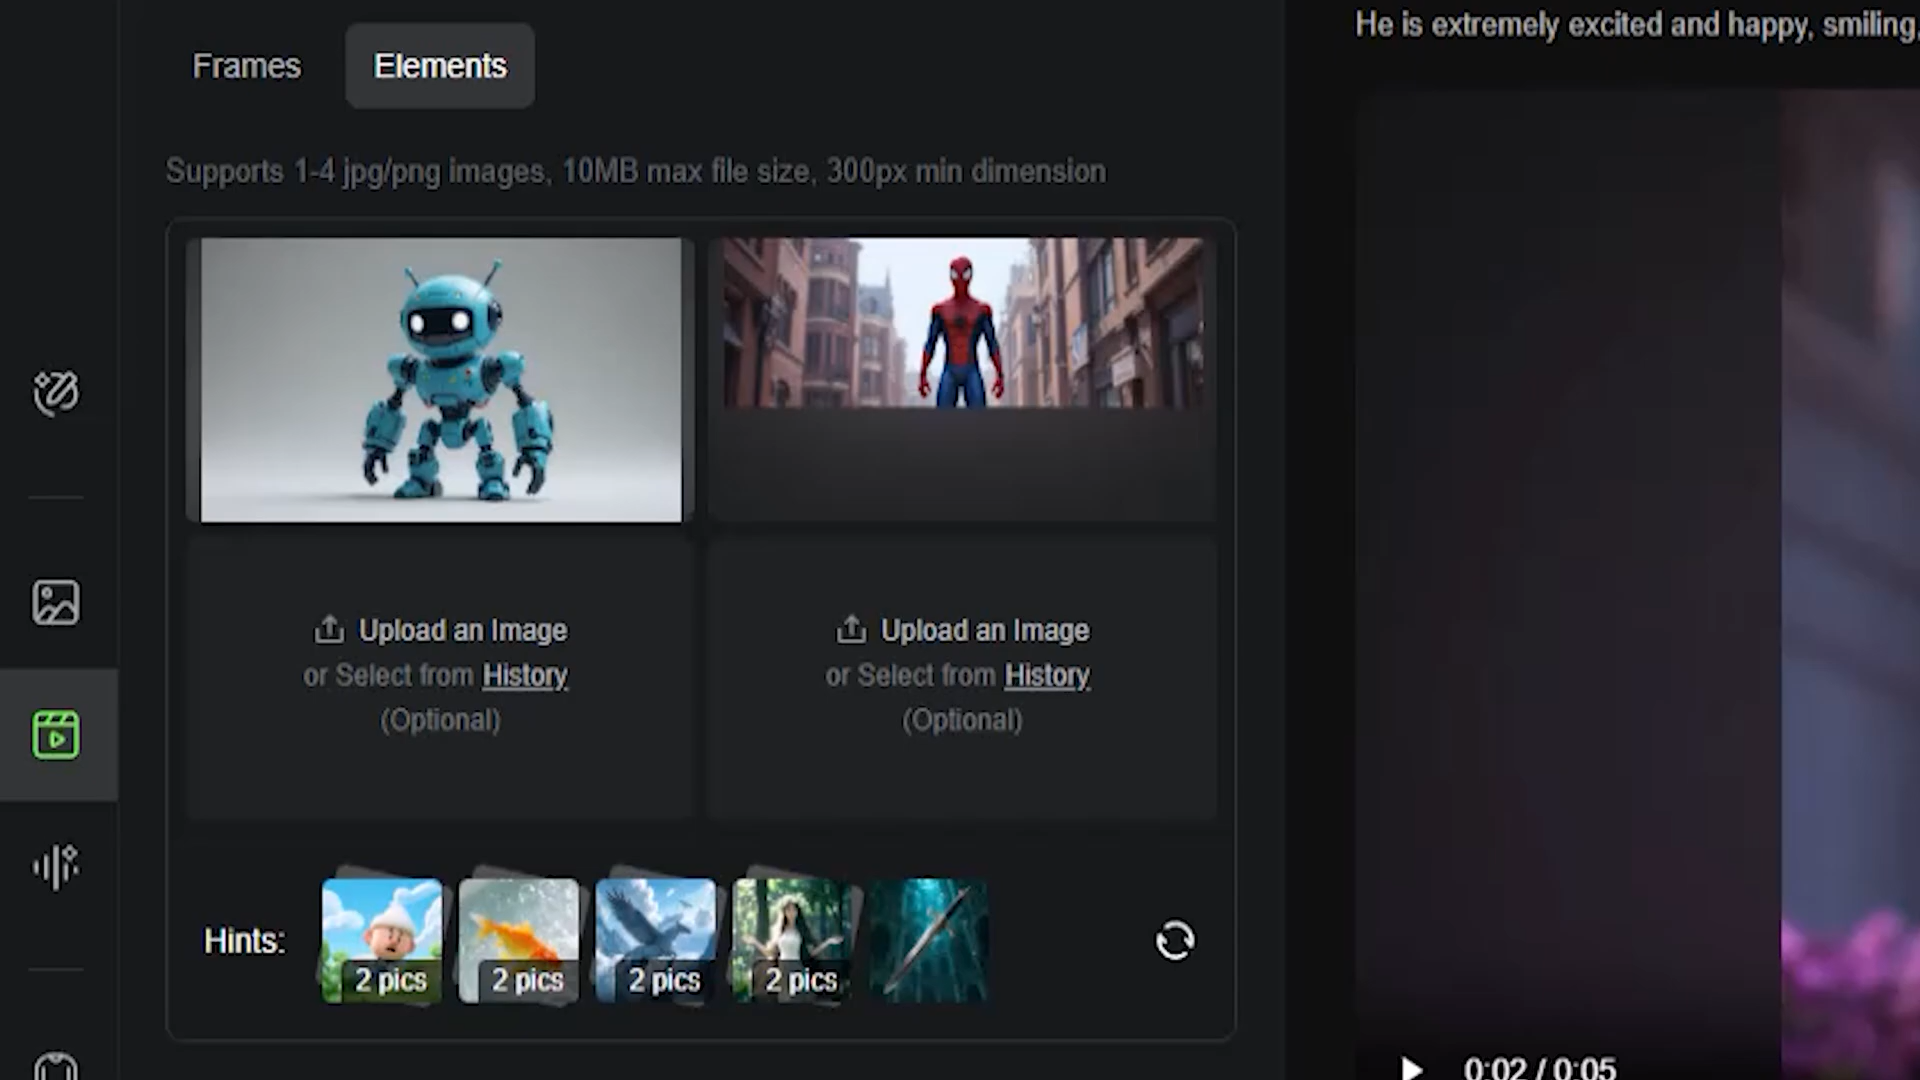 Frames
Elements
He is extremely excited and happy, smiling,
Supports 1-4 jpg/png images, 10MB max file size, 300px min dimension
Upload an Image
or Select from History
(Optional)
Upload an Image
or Select from History
(Optional)
Hints:
2 pics
2 pics
2 pics
2 pics
0:02 / 0:05